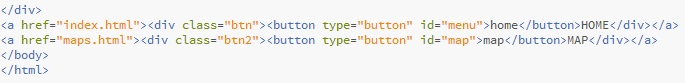 </div>
<a href="index.html"><div class="btn"><button type="button" id="menu">home</button>HOME</div></a>
<a href="maps.html"><div class="btn2"><button type="button" id="map">map</button>MAP</div></a>
</body>
</html>